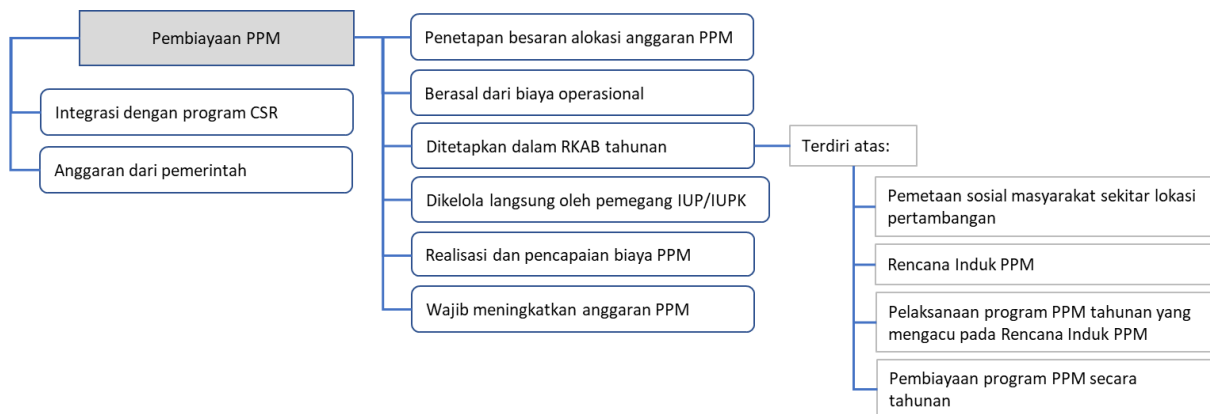 Pembiayaan PPM
Integrasi dengan program CSR
Anggaran dari pemerintah
Penetapan besaran alokasi anggaran PPM
Berasal dari biaya operasional
Ditetapkan dalam RKAB tahunan
Dikelola langsung oleh pemegang IUP/IUPK
Realisasi dan pencapaian biaya PPM
Wajib meningkatkan anggaran PPM
Terdiri atas:
Pemetaan sosial masyarakat sekitar lokasi
pertambangan
Rencana Induk PPM
Pelaksanaan program PPM tahunan yang
mengacu pada Rencana Induk PPM
Pembiayaan program PPM secara
tahunan